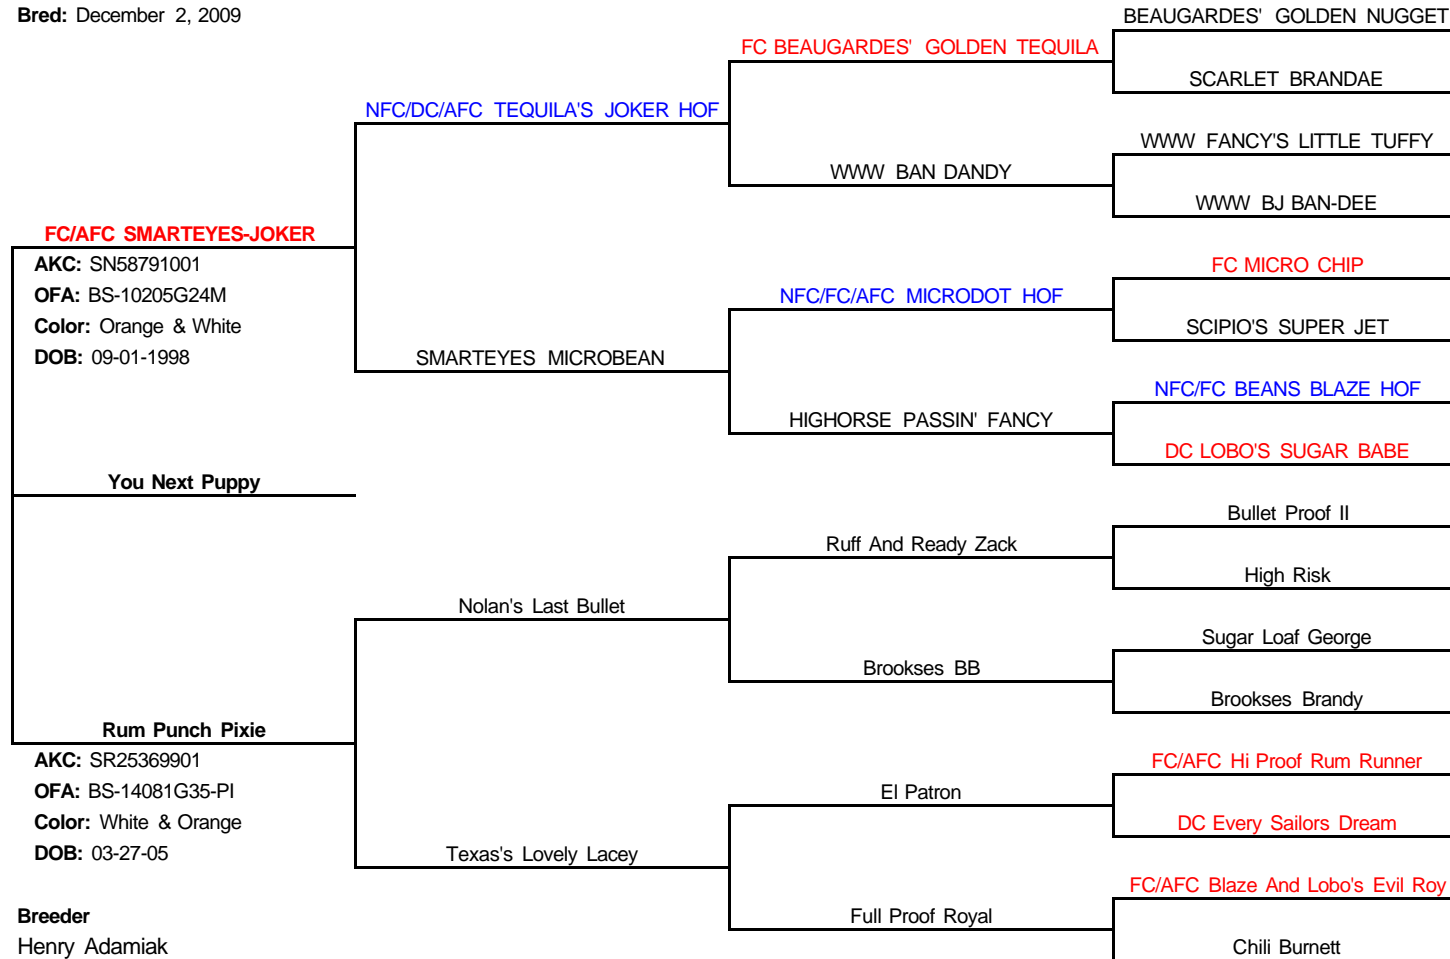 Bred: December 2, 2009
BEAUGARDES' GOLDEN NUGGET
FC BEAUGARDES' GOLDEN TEQUILA
SCARLET BRANDAE
NFC/DC/AFC TEQUILA'S JOKER HOF
WWW FANCY'S LITTLE TUFFY
WWW BAN DANDY
WWW BJ BAN-DEE
FC/AFC SMARTEYES-JOKER
AKC: SN58791001
OFA: BS-10205G24M
Color: Orange & White
DOB: 09-01-1998
FC MICRO CHIP
NFC/FC/AFC MICRODOT HOF
SCIPIO'S SUPER JET
SMARTEYES MICROBEAN
NFC/FC BEANS BLAZE HOF
HIGHORSE PASSIN' FANCY
DC LOBO'S SUGAR BABE
You Next Puppy
Bullet Proof II
Ruff And Ready Zack
High Risk
Nolan's Last Bullet
Sugar Loaf George
Brookses BB
Brookses Brandy
Rum Punch Pixie
AKC: SR25369901
OFA: BS-14081G35-PI
Color: White & Orange
DOB: 03-27-05
FC/AFC Hi Proof Rum Runner
El Patron
DC Every Sailors Dream
Texas's Lovely Lacey
FC/AFC Blaze And Lobo's Evil Roy
Full Proof Royal
Chili Burnett
Breeder
Henry Adamiak